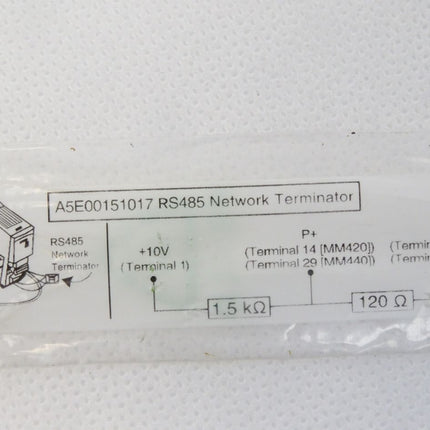 A5E00151017 RS485 Network Terminator
RS485
Network
Terminator
+10V
(Terminal 1)
P+
(Terminal 14 [MM420])
(Terminal 29 [MM440])
1.5 kΩ
120 Ω